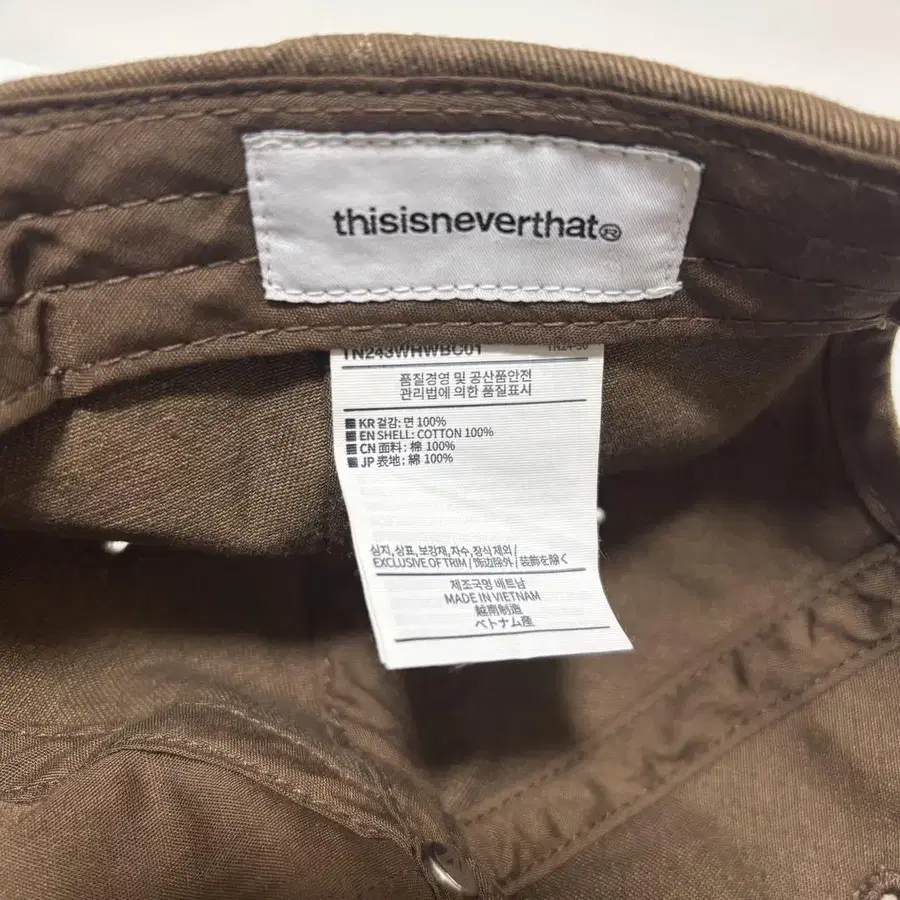 thisisneverthat®
TN243WHWBC01
품질경영 및 공산품안전
관리법에 의한 품질표시
KR 겉감: 면 100%
EN SHELL: COTTON 100%
CN 面料: 棉 100%
JP 表地: 綿 100%
심지, 상표, 보강재, 자수, 장식 제외 /
EXCLUSIVE OF TRIM / 饰边除外 / 装飾を除く
제조국명 베트남
MADE IN VIETNAM
越南制造
ベトナム産